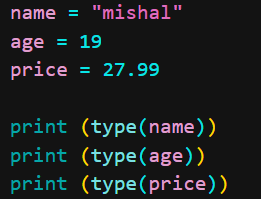 name = "mishal"
age = 19
price = 27.99
print (type(name))
print (type(age))
print (type(price))